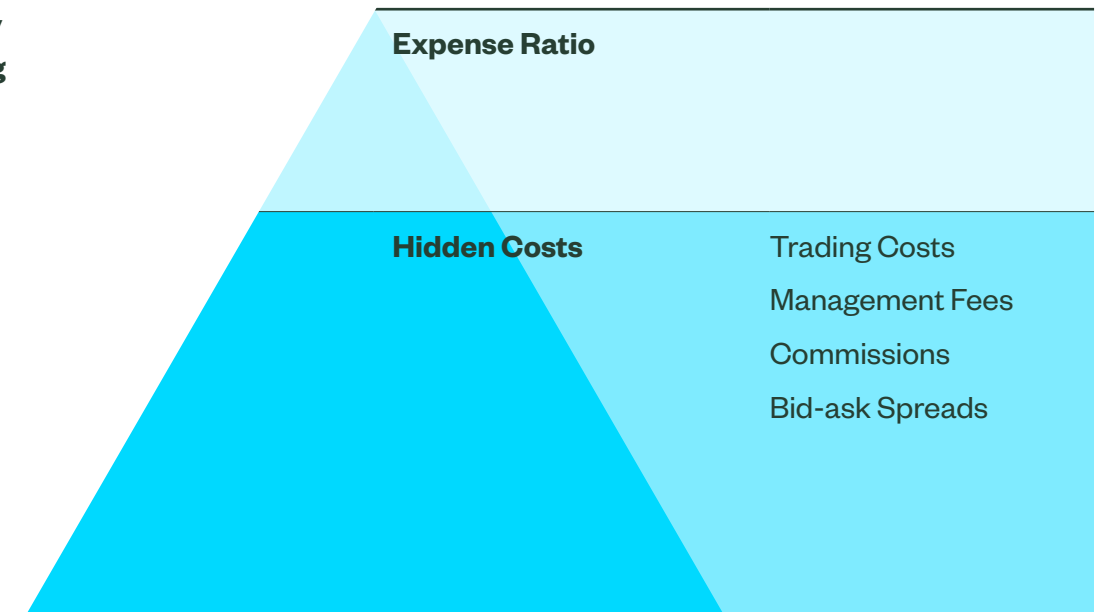 Expense Ratio
Hidden Costs
Trading Costs
Management Fees
Commissions
Bid-ask Spreads